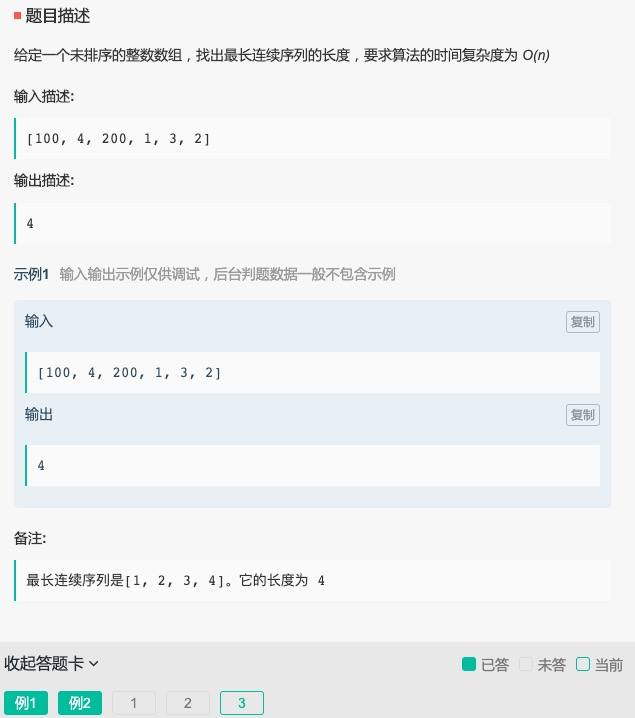 题目描述
给定一个未排序的整数数组，找出最长连续序列的长度，要求算法的时间复杂度为 O(n)
输入描述:
[100, 4, 200, 1, 3, 2]
输出描述:
4
示例1 输入输出示例仅供调试，后台判题数据一般不包含示例
输入 复制
[100, 4, 200, 1, 3, 2]
输出 复制
4
备注:
最长连续序列是[1, 2, 3, 4]。它的长度为 4
收起答题卡 已答 未答 当前
例1 例2 1 2 3